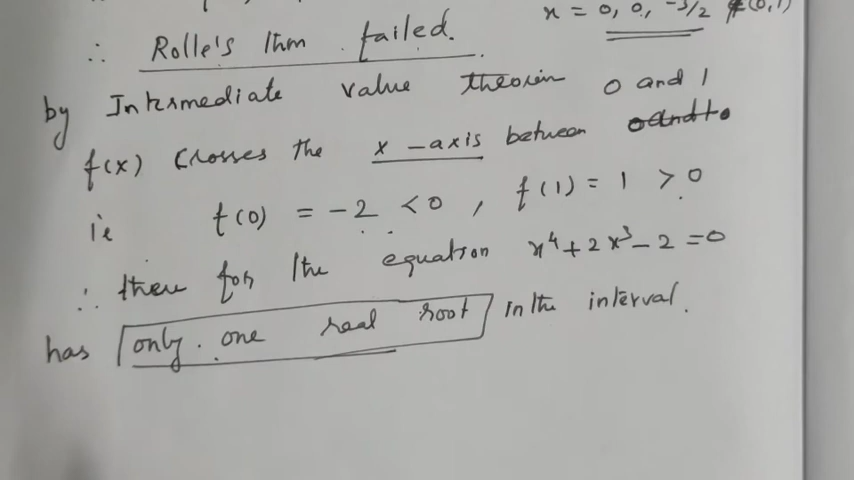 x = 0, 0, -3/2 ∉ (0,1)
∴ Rolle's thm failed.
by Intermediate value theorem 0 and 1
f(x) crosses the x-axis between
ie f(0) = -2 < 0, f(1) = 1 > 0
∴ there for the equation x⁴ + 2x³ - 2 = 0
has only one real root in the interval.